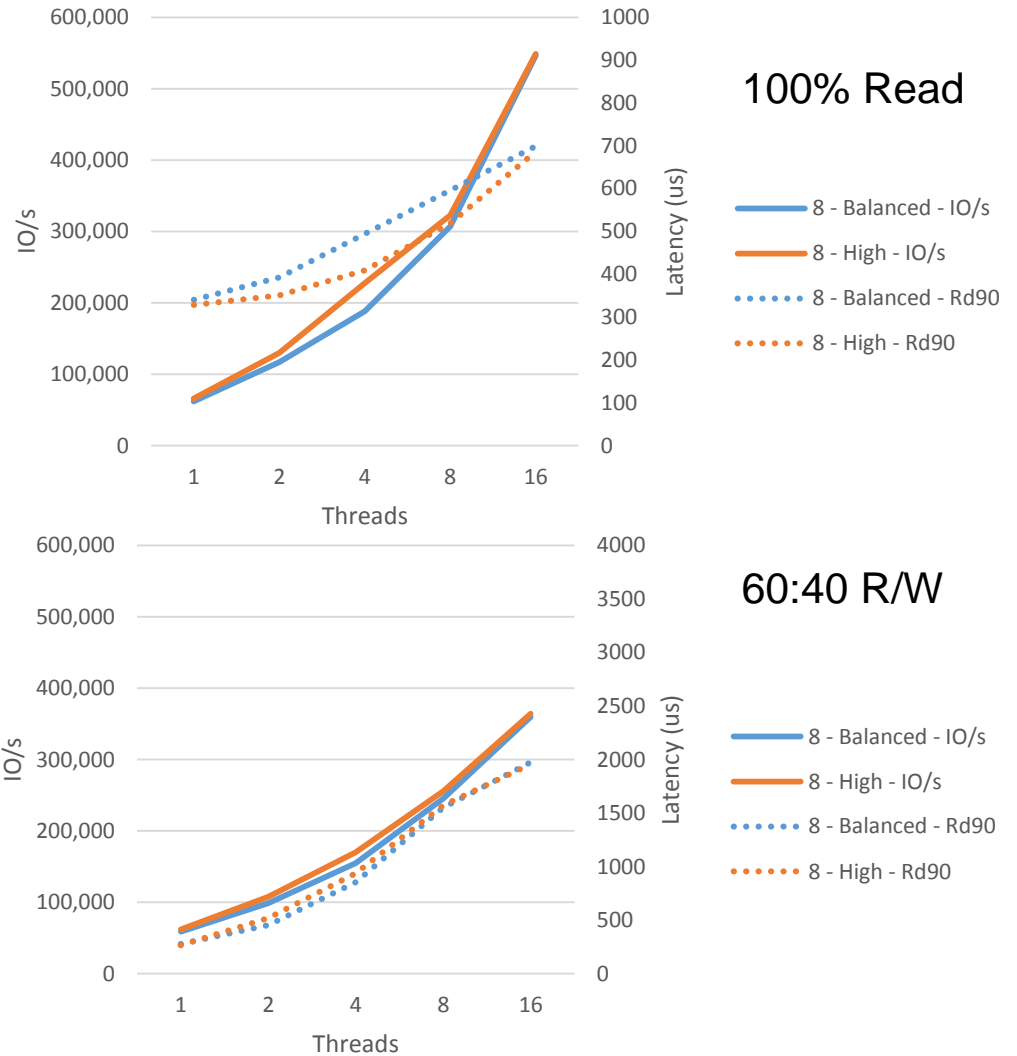 600,000
500,000
400,000
300,000
200,000
100,000
0
IO/s
1000
900
800
700
600
500
400
300
200
100
0
Latency (us)
1 2 4 8 16
Threads
100% Read
8 - Balanced - IO/s
8 - High - IO/s
8 - Balanced - Rd90
8 - High - Rd90
600,000
500,000
400,000
300,000
200,000
100,000
0
IO/s
4000
3500
3000
2500
2000
1500
1000
500
0
Latency (us)
1 2 4 8 16
Threads
60:40 R/W
8 - Balanced - IO/s
8 - High - IO/s
8 - Balanced - Rd90
8 - High - Rd90